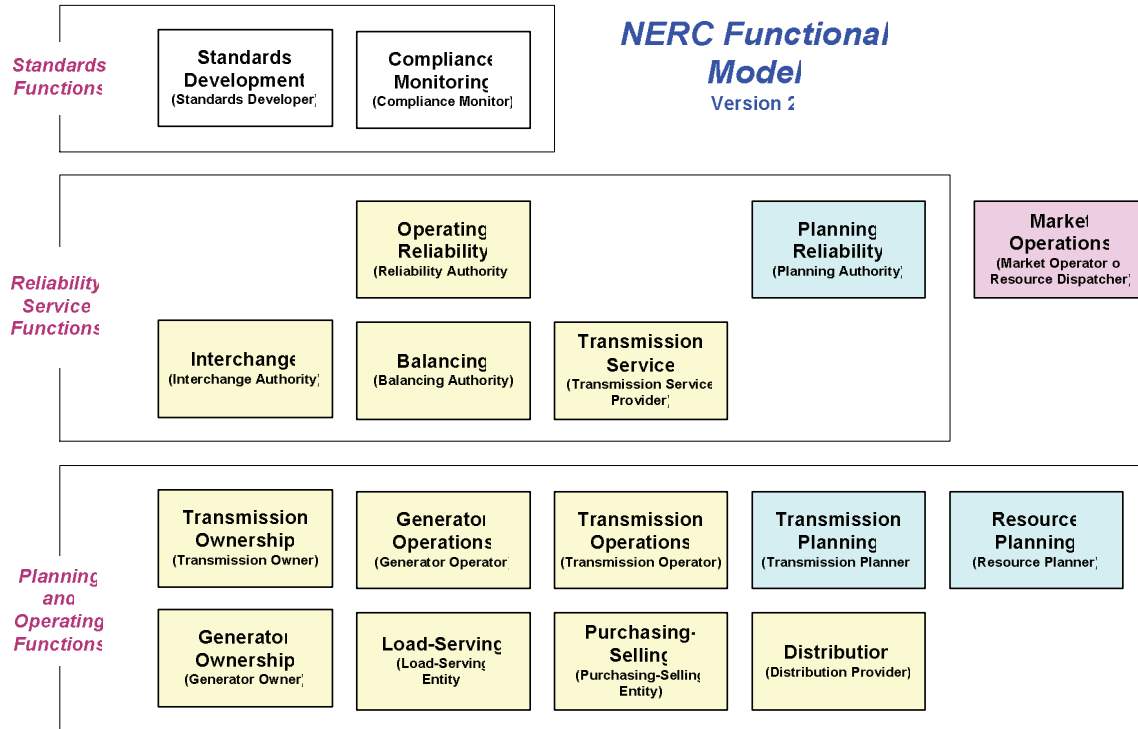 NERC Functional
Model
Version 2
Standards
Functions
Standards
Development
(Standards Developer)
Compliance
Monitoring
(Compliance Monitor)
Reliability
Service
Functions
Operating
Reliability
(Reliability Authority
Planning
Reliability
(Planning Authority)
Market
Operations
(Market Operator o
Resource Dispatcher)
Interchange
(Interchange Authority)
Balancing
(Balancing Authority)
Transmission
Service
(Transmission Service
Provider)
Planning
and
Operating
Functions
Transmission
Ownership
(Transmission Owner)
Generator
Operations
(Generator Operator)
Transmission
Operations
(Transmission Operator)
Transmission
Planning
(Transmission Planner
Resource
Planning
(Resource Planner)
Generator
Ownership
(Generator Owner)
Load-Serving
(Load-Serving
Entity
Purchasing-
Selling
(Purchasing-Selling
Entity)
Distribution
(Distribution Provider)